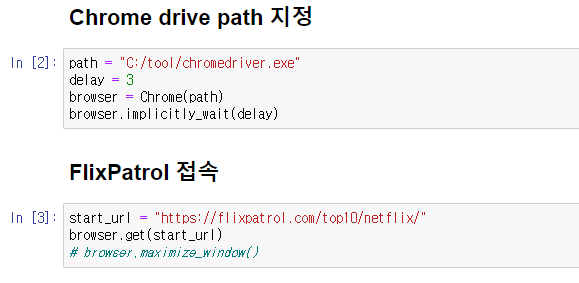 Chrome drive path 지정
In [2]: path = "C:/tool/chromedriver.exe"
delay = 3
browser = Chrome(path)
browser.implicitly_wait(delay)
FlixPatrol 접속
In [3]: start_url = "https://flixpatrol.com/top10/netflix/"
browser.get(start_url)
# browser.maximize_window()